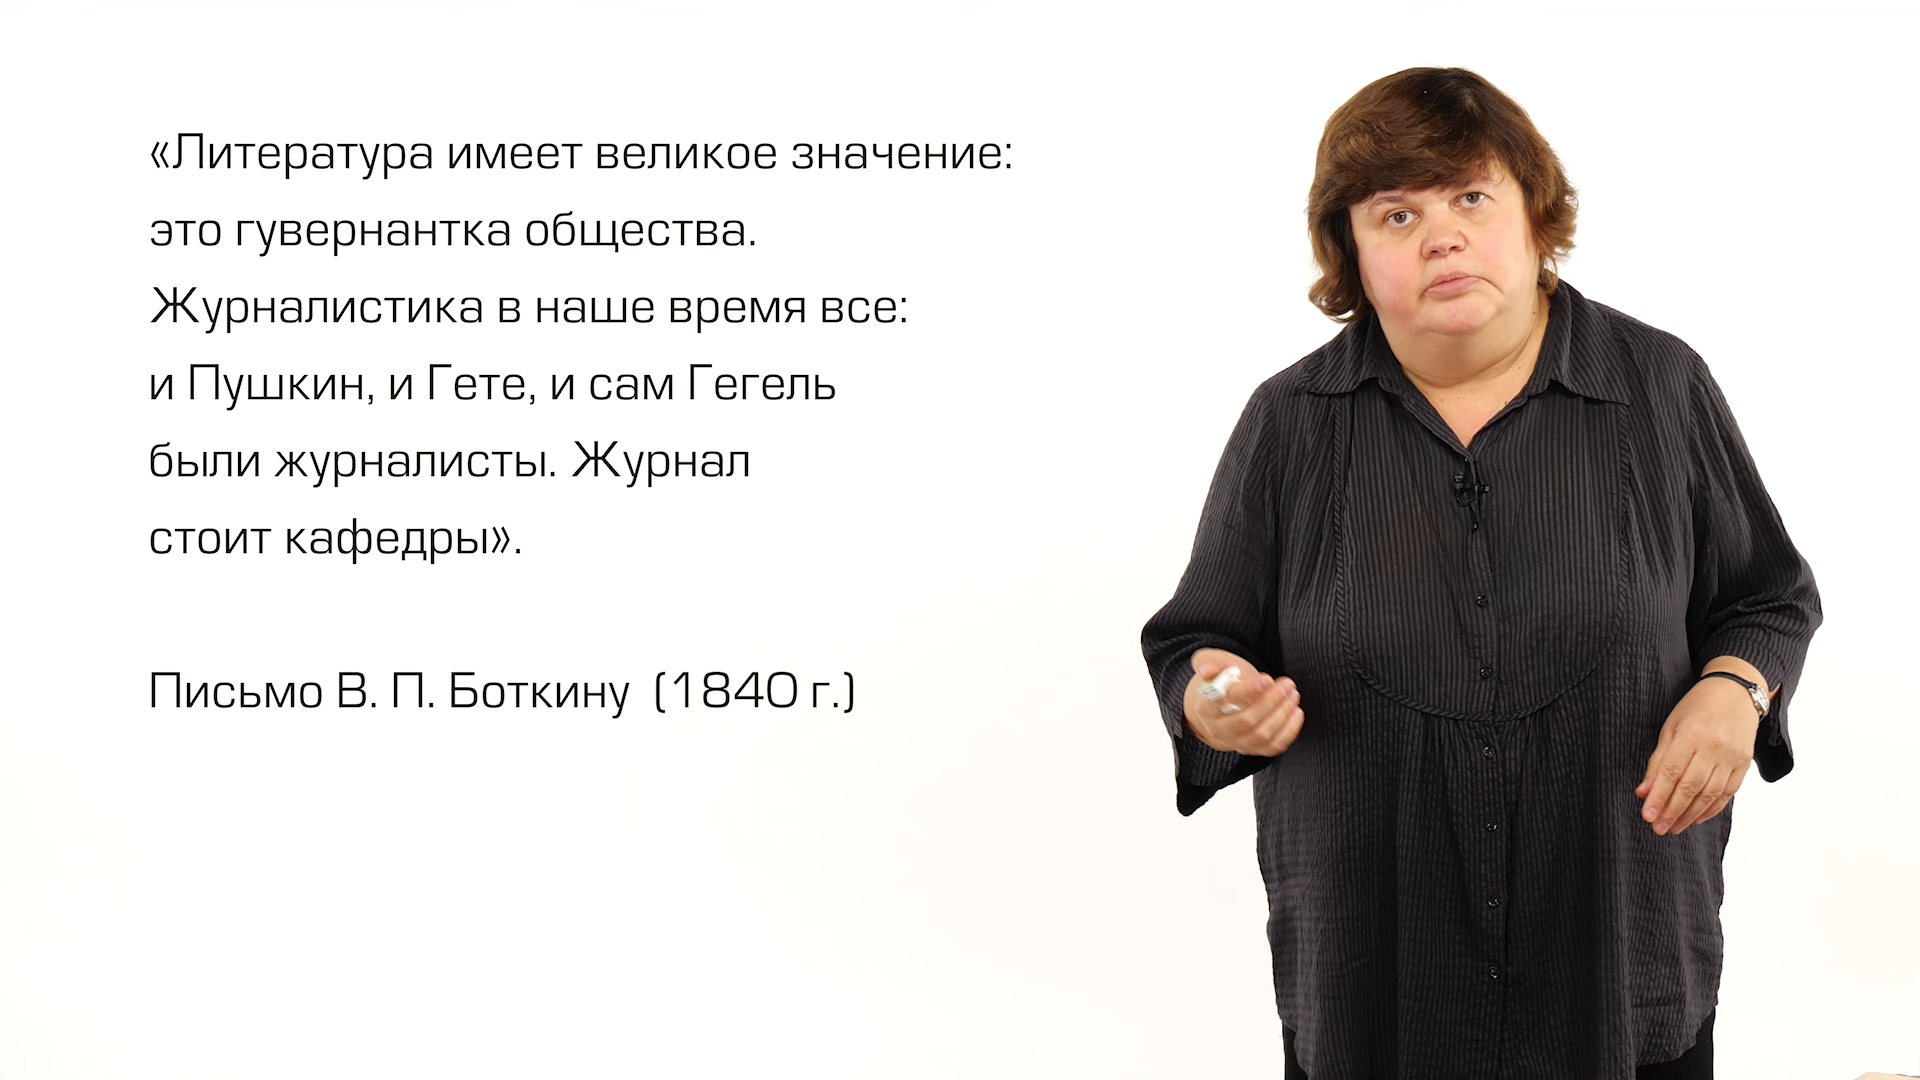 «Литература имеет великое значение:
это гувернантка общества.
Журналистика в наше время все:
и Пушкин, и Гете, и сам Гегель
были журналисты. Журнал
стоит кафедры».
Письмо В. П. Боткину (1840 г.)